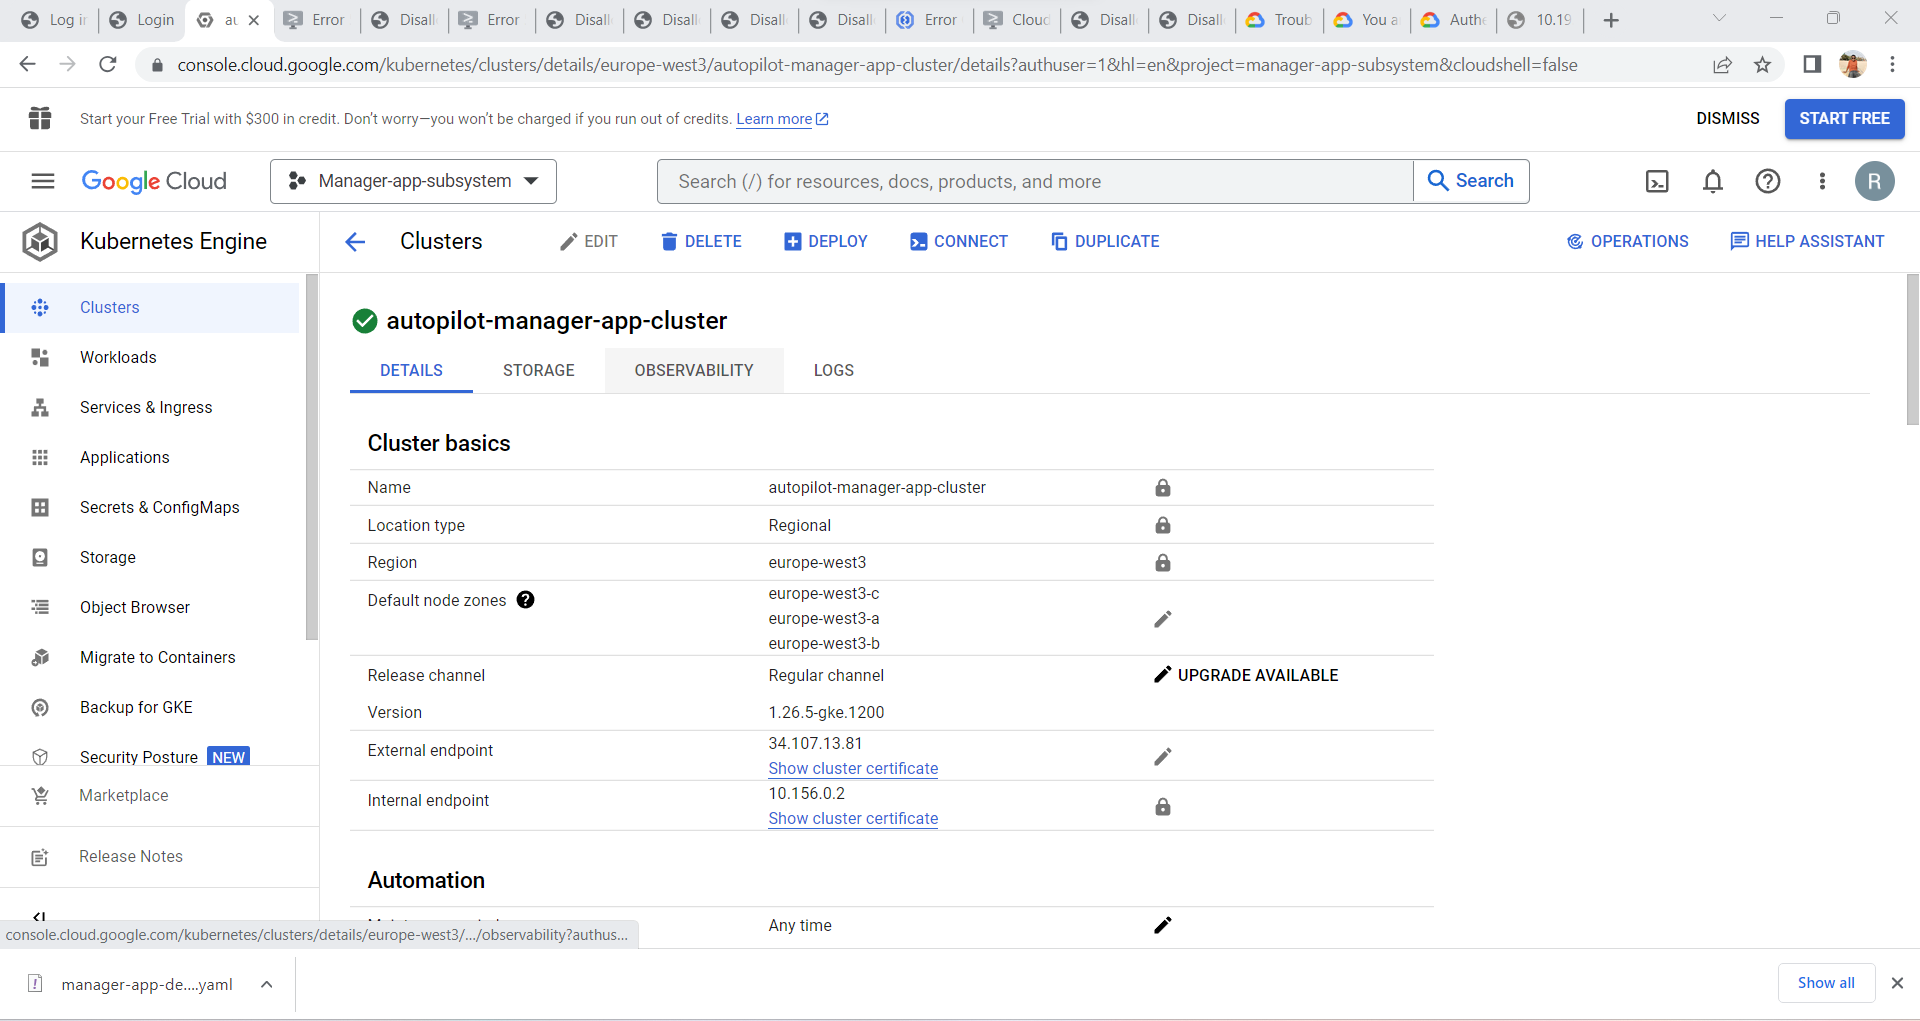 Log in
Login
au
Error
Disall
Error
Disall
Disall
Disall
Disall
Error
Cloud
Disall
Disall
Troub
You a
Authe
10.19
console.cloud.google.com/kubernetes/clusters/details/europe-west3/autopilot-manager-app-cluster/details?authuser=1&hl=en&project=manager-app-subsystem&cloudshell=false
Start your Free Trial with $300 in credit. Don't worry—you won't be charged if you run out of credits. Learn more
DISMISS
START FREE
Google Cloud
Manager-app-subsystem
Search (/) for resources, docs, products, and more
Search
R
Kubernetes Engine
Clusters
EDIT
DELETE
DEPLOY
CONNECT
DUPLICATE
OPERATIONS
HELP ASSISTANT
Clusters
Workloads
Services & Ingress
Applications
Secrets & ConfigMaps
Storage
Object Browser
Migrate to Containers
Backup for GKE
Security Posture NEW
Marketplace
Release Notes
autopilot-manager-app-cluster
DETAILS
STORAGE
OBSERVABILITY
LOGS
Cluster basics
Name autopilot-manager-app-cluster
Location type Regional
Region europe-west3
Default node zones europe-west3-c
europe-west3-a
europe-west3-b
Release channel Regular channel UPGRADE AVAILABLE
Version 1.26.5-gke.1200
External endpoint 34.107.13.81
Show cluster certificate
Internal endpoint 10.156.0.2
Show cluster certificate
Automation
Any time
console.cloud.google.com/kubernetes/clusters/details/europe-west3/.../observability?authus...
manager-app-de....yaml
Show all